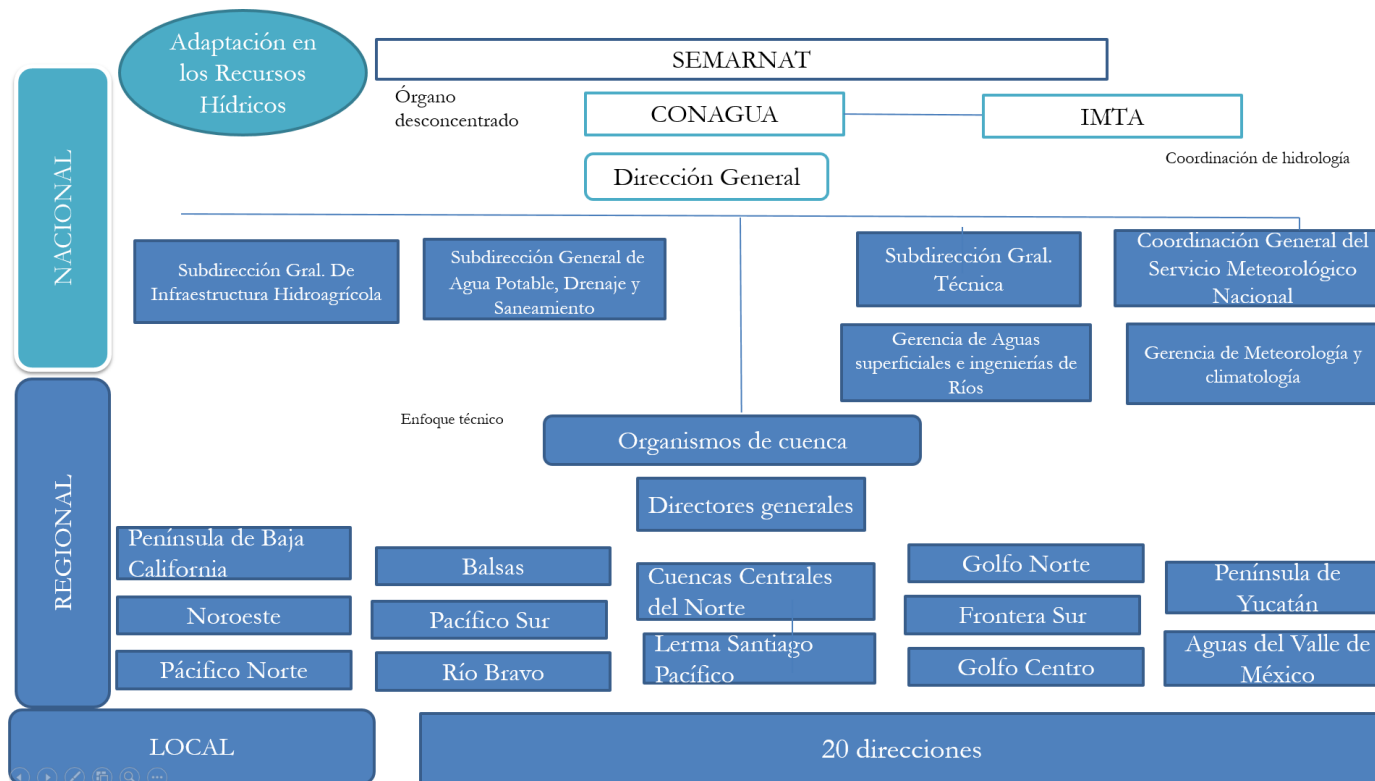 Adaptación en
los Recursos
Hídricos
SEMARNAT
Órgano
desconcentrado
CONAGUA
IMTA
Coordinación de hidrología
Dirección General
NACIONAL
Subdirección Gral. De
Infraestructura Hidroagrícola
Subdirección General de
Agua Potable, Drenaje y
Saneamiento
Subdirección Gral.
Técnica
Coordinación General del
Servicio Meteorológico
Nacional
Gerencia de Aguas
superficiales e ingenierías de
Ríos
Gerencia de Meteorología y
climatología
Enfoque técnico
Organismos de cuenca
Directores generales
REGIONAL
Península de Baja
California
Noroeste
Pácifico Norte
Balsas
Pacífico Sur
Río Bravo
Cuencas Centrales
del Norte
Lerma Santiago
Pacífico
Golfo Norte
Frontera Sur
Golfo Centro
Península de
Yucatán
Aguas del Valle de
México
LOCAL
20 direcciones